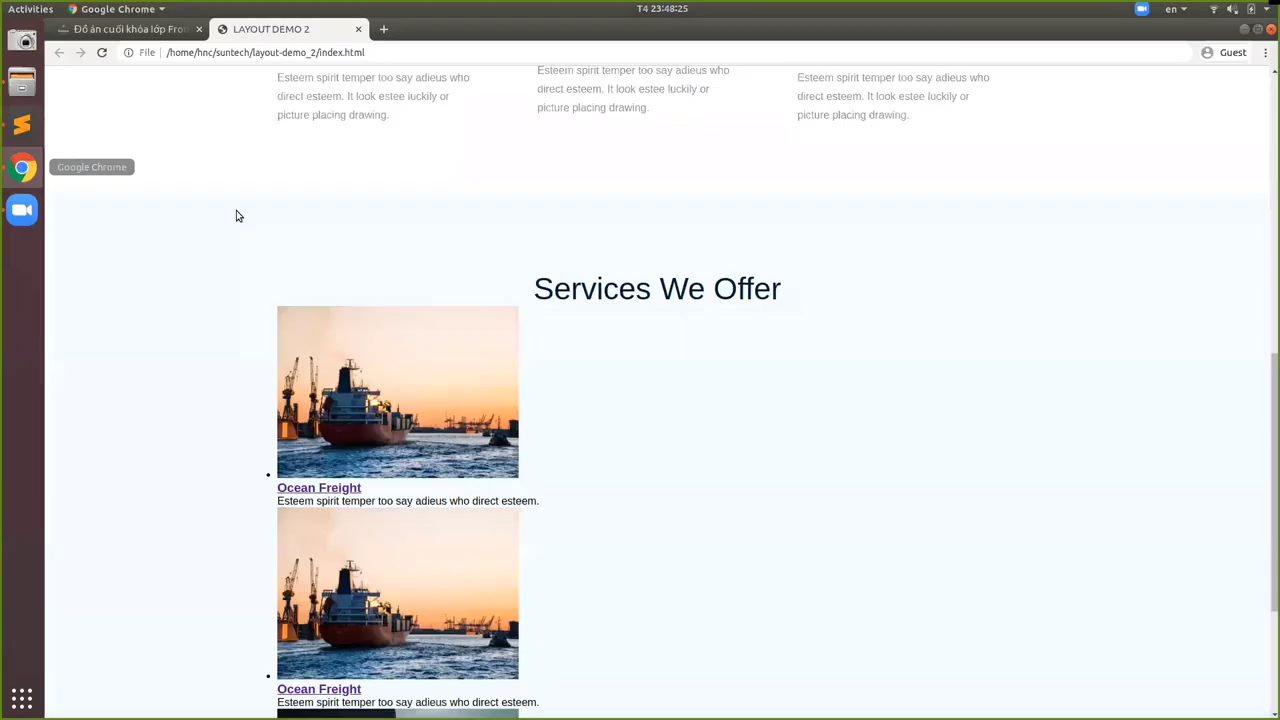 Activities
Google Chrome
T4 23:48:25
en
Đồ án cuối khóa lớp Fron
LAYOUT DEMO 2
File
/home/hnc/suntech/layout-demo_2/index.html
Guest
Esteem spirit temper too say adieus who
direct esteem. It look estee luckily or
picture placing drawing.
Esteem spirit temper too say adieus who
direct esteem. It look estee luckily or
picture placing drawing.
Esteem spirit temper too say adieus who
direct esteem. It look estee luckily or
picture placing drawing.
Google Chrome
Services We Offer
Ocean Freight
Esteem spirit temper too say adieus who direct esteem.
Ocean Freight
Esteem spirit temper too say adieus who direct esteem.